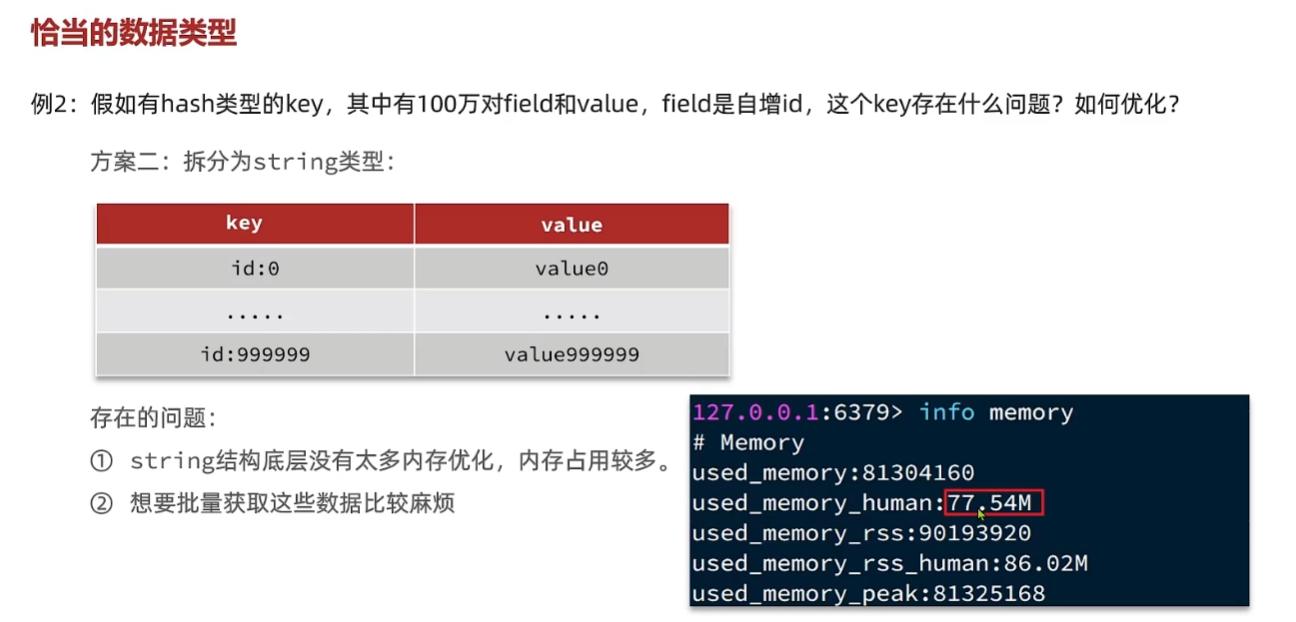 恰当的数据类型
例2：假如有hash类型的key，其中有100万对field和value，field是自增id，这个key存在什么问题？如何优化？
方案二：拆分为string类型：
key value
id:0 value0
..... .....
id:999999 value999999
存在的问题：
① string结构底层没有太多内存优化，内存占用较多。
② 想要批量获取这些数据比较麻烦
127.0.0.1:6379> info memory
# Memory
used_memory:81304160
used_memory_human:77.54M
used_memory_rss:90193920
used_memory_rss_human:86.02M
used_memory_peak:81325168